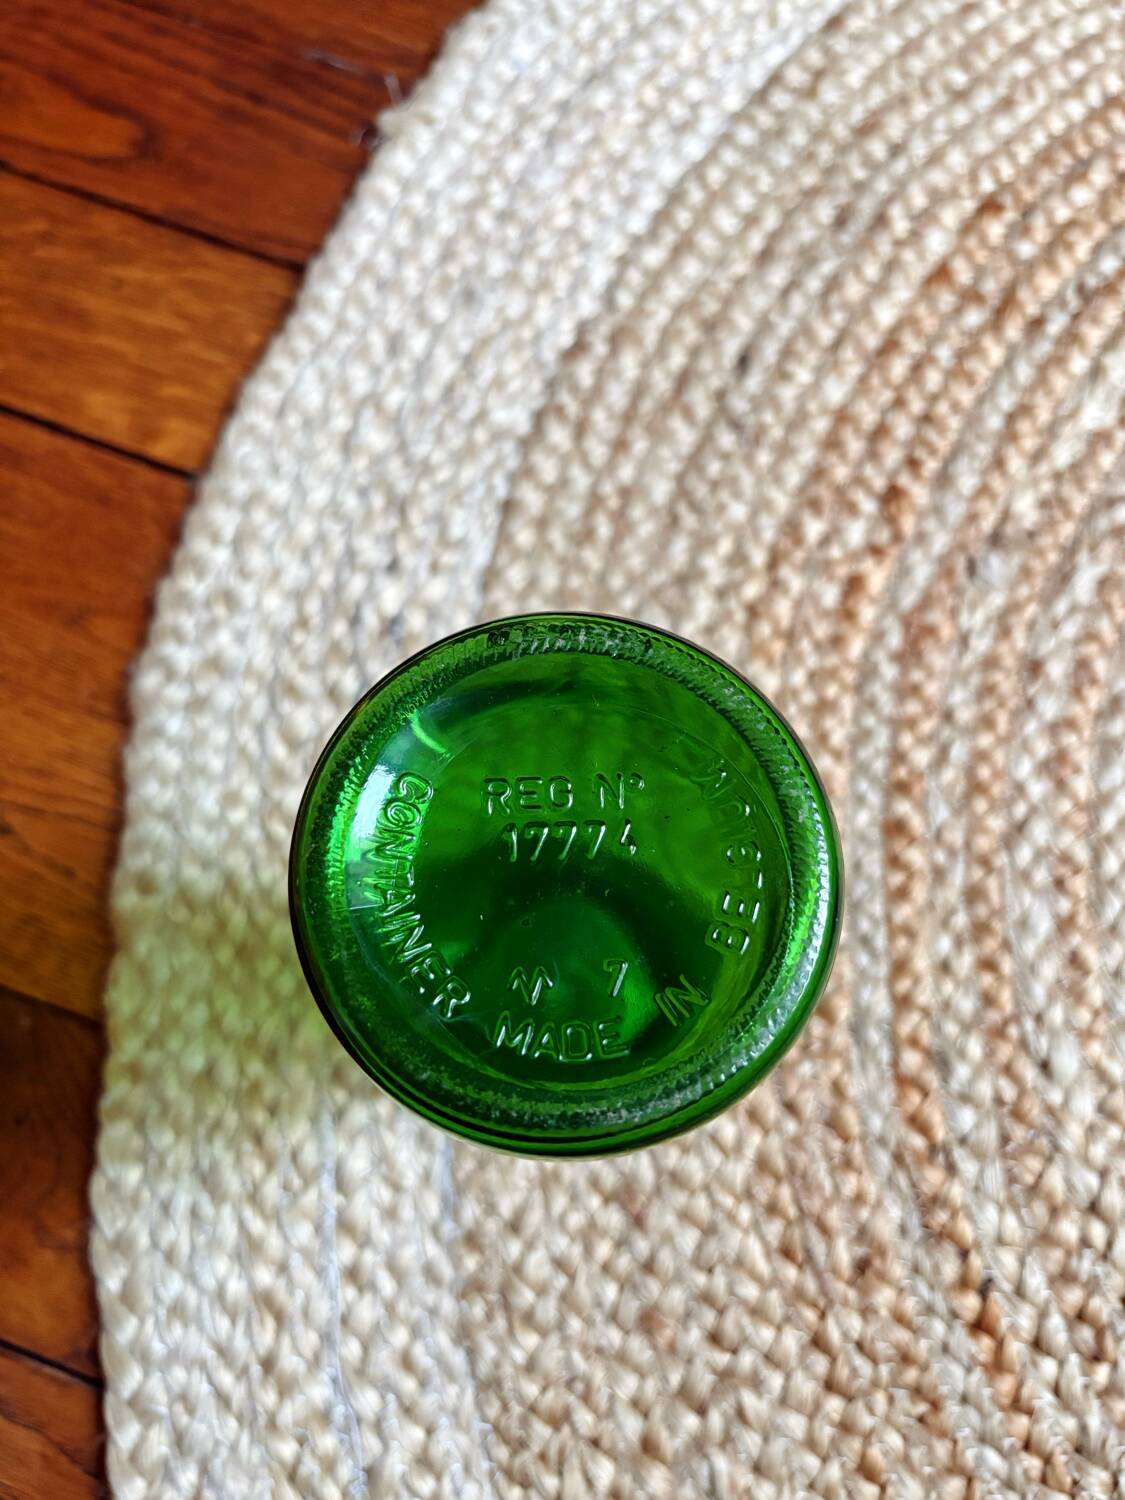 REG Nº
17774
7
CONTAINER MADE IN BELGIUM